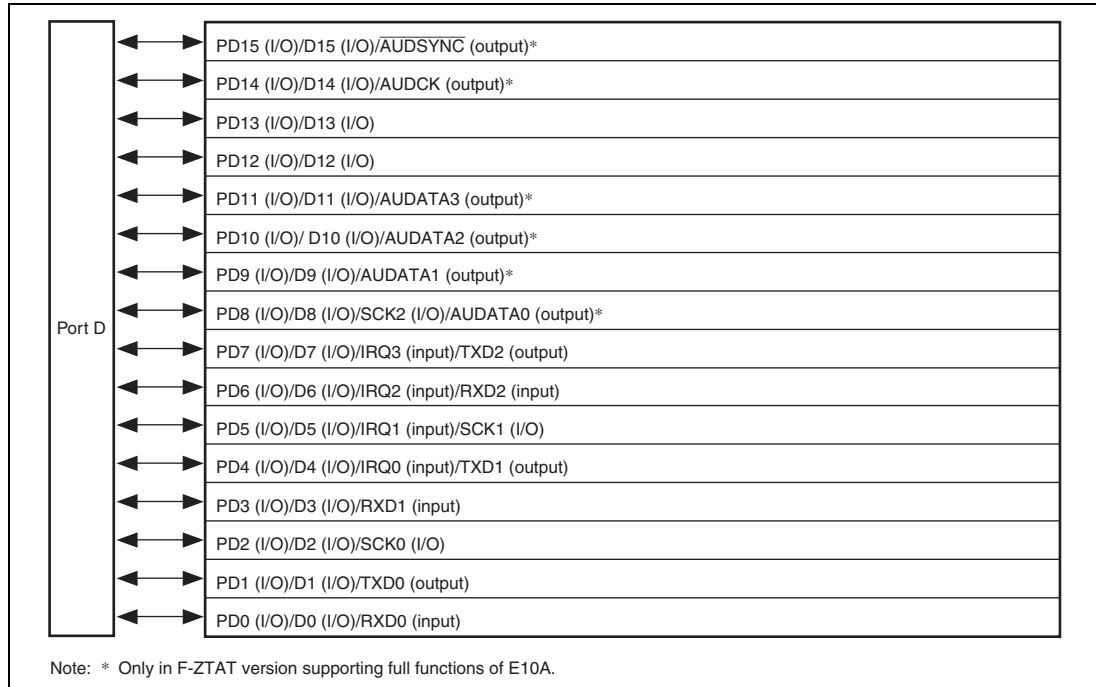 PD15 (I/O)/D15 (I/O)/A̅U̅D̅S̅Y̅N̅C̅ (output)*
PD14 (I/O)/D14 (I/O)/AUDCK (output)*
PD13 (I/O)/D13 (I/O)
PD12 (I/O)/D12 (I/O)
PD11 (I/O)/D11 (I/O)/AUDATA3 (output)*
PD10 (I/O)/ D10 (I/O)/AUDATA2 (output)*
PD9 (I/O)/D9 (I/O)/AUDATA1 (output)*
PD8 (I/O)/D8 (I/O)/SCK2 (I/O)/AUDATA0 (output)*
Port D
PD7 (I/O)/D7 (I/O)/IRQ3 (input)/TXD2 (output)
PD6 (I/O)/D6 (I/O)/IRQ2 (input)/RXD2 (input)
PD5 (I/O)/D5 (I/O)/IRQ1 (input)/SCK1 (I/O)
PD4 (I/O)/D4 (I/O)/IRQ0 (input)/TXD1 (output)
PD3 (I/O)/D3 (I/O)/RXD1 (input)
PD2 (I/O)/D2 (I/O)/SCK0 (I/O)
PD1 (I/O)/D1 (I/O)/TXD0 (output)
PD0 (I/O)/D0 (I/O)/RXD0 (input)
Note: * Only in F-ZTAT version supporting full functions of E10A.